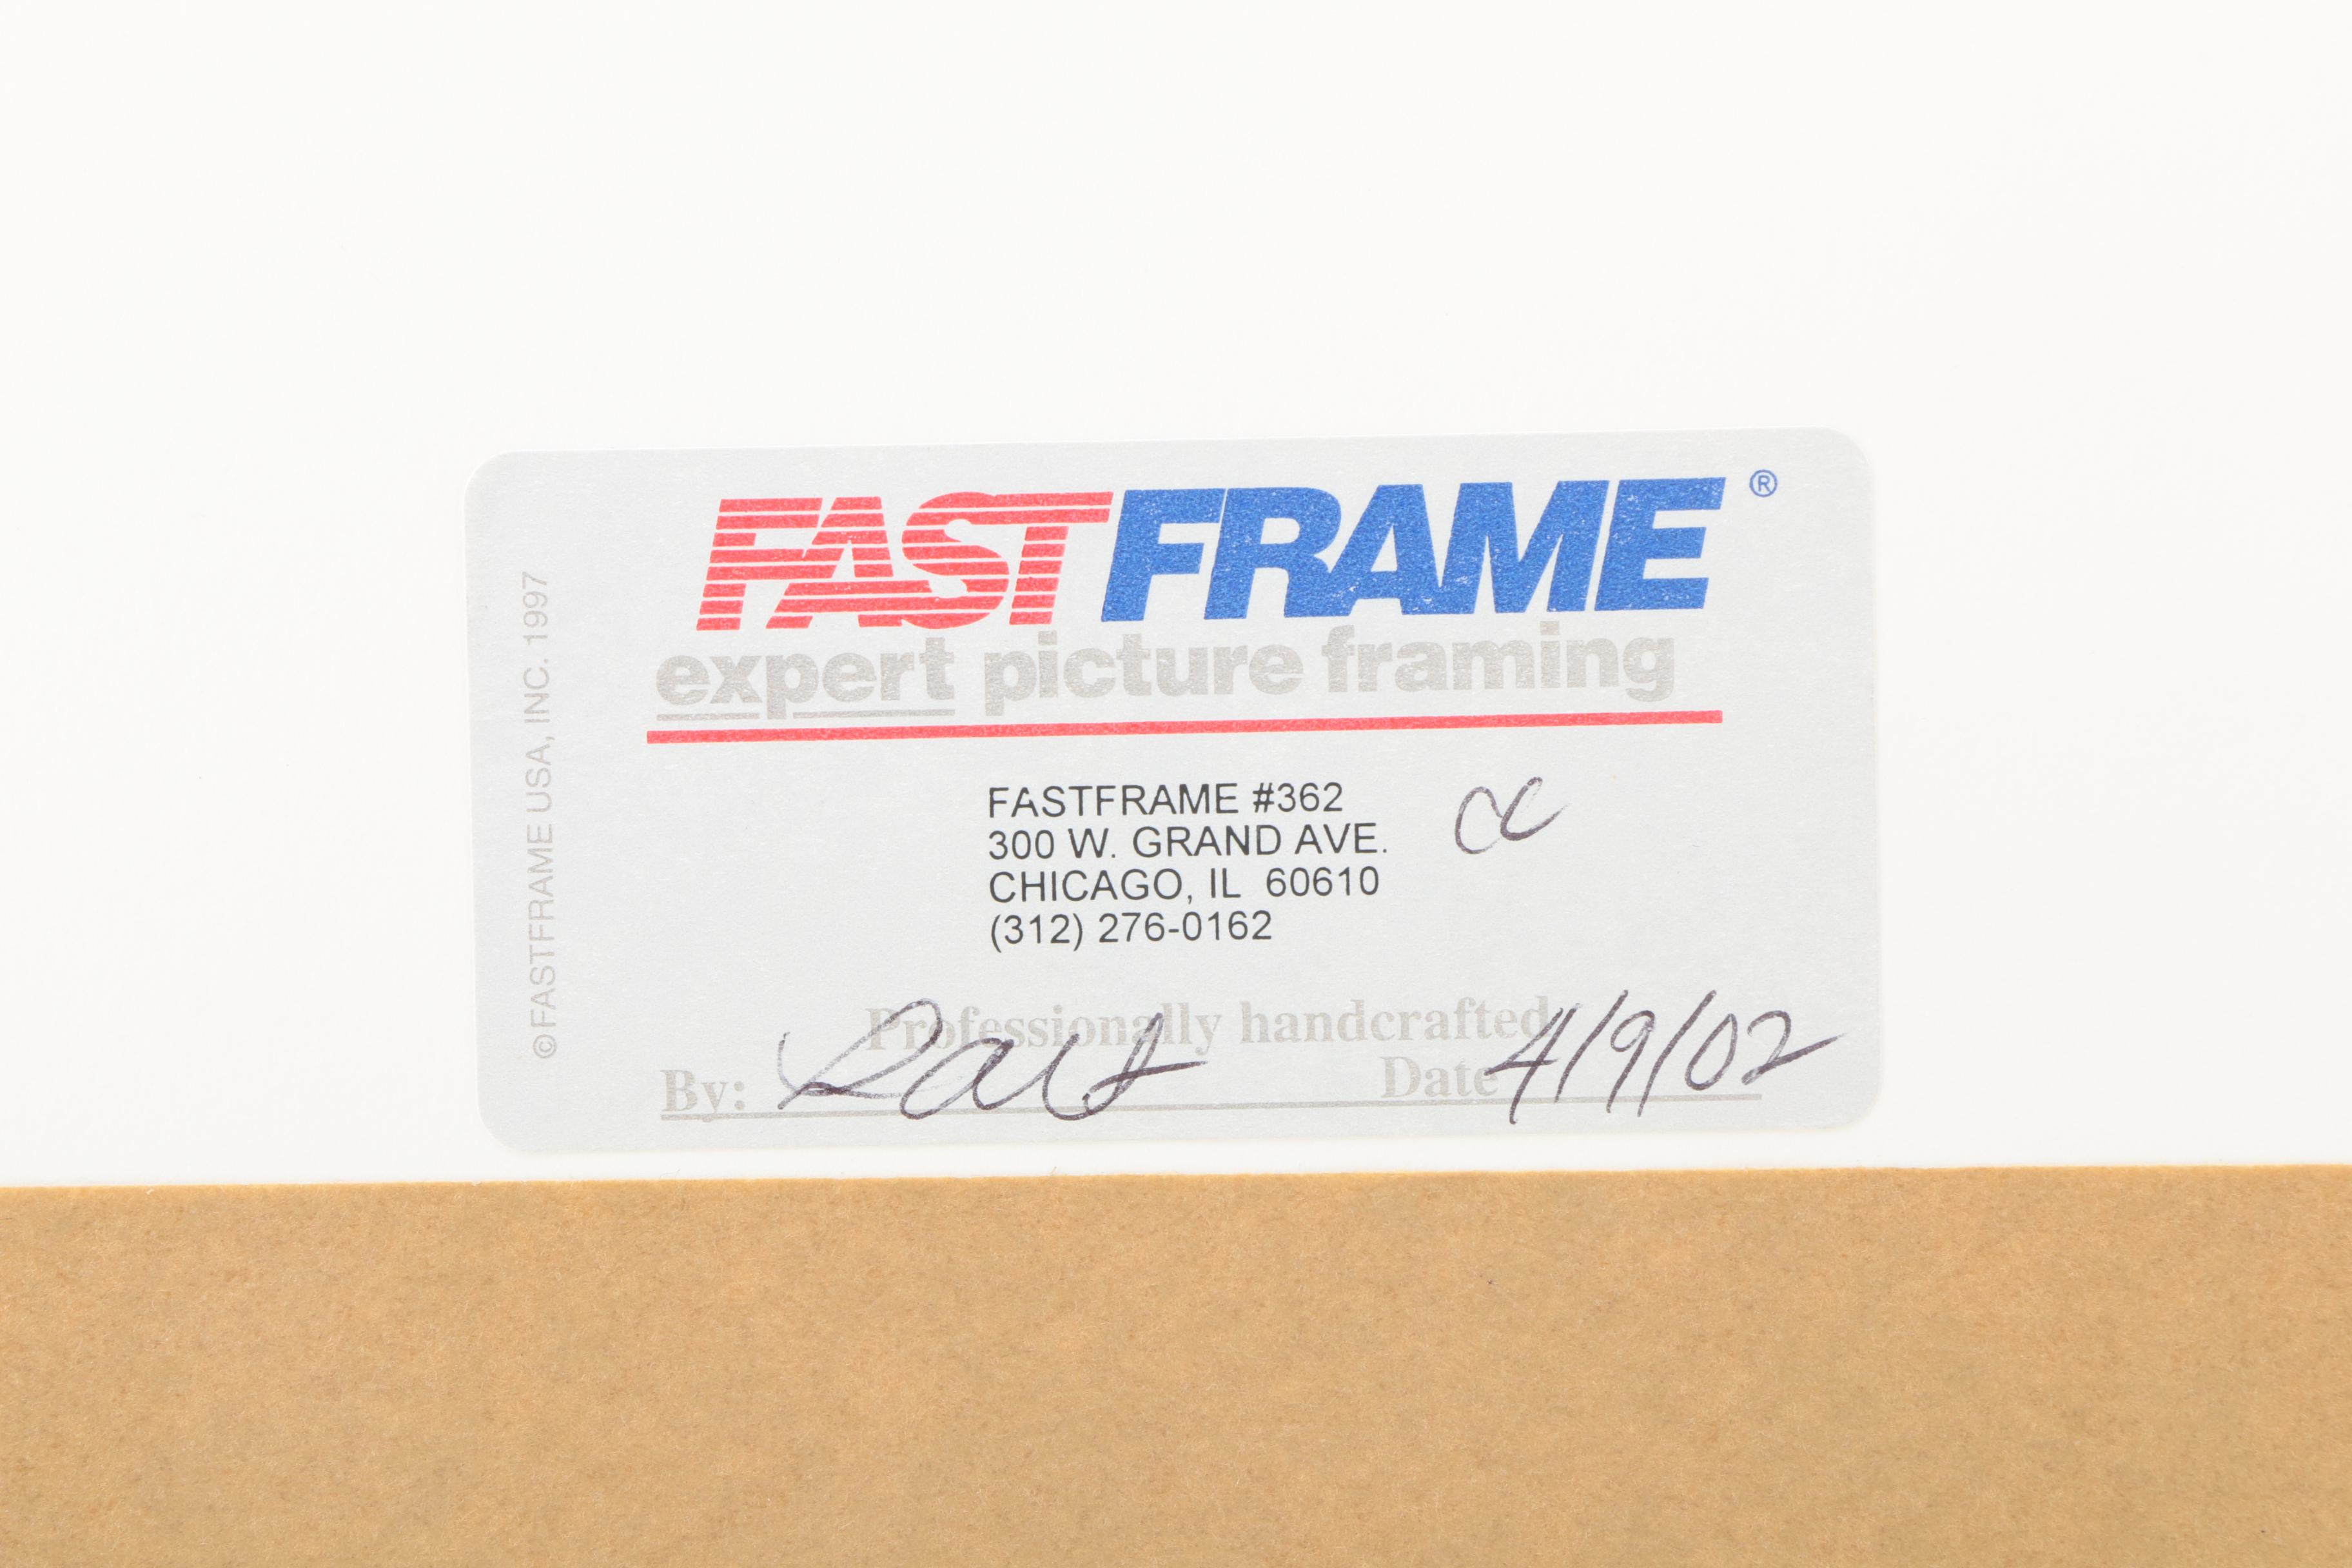 FASTFRAME®
expert picture framing
FASTFRAME #362
300 W. GRAND AVE.
CHICAGO, IL 60610
(312) 276-0162
Professionally handcrafted
By: Date 4/9/02
©FASTFRAME USA, INC. 1997